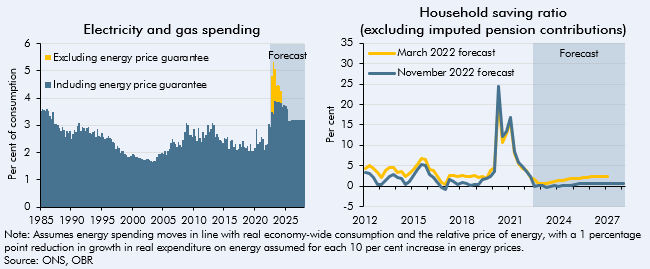 Electricity and gas spending
6
5
4
3
2
1
0
Per cent of consumption
Forecast
Excluding energy price guarantee
Including energy price guarantee
1985 1990 1995 2000 2005 2010 2015 2020 2025
Household saving ratio
(excluding imputed pension contributions)
35
30
25
20
15
10
5
0
-5
Per cent
March 2022 forecast
November 2022 forecast
Forecast
2012 2015 2018 2021 2024 2027
Note: Assumes energy spending moves in line with real economy-wide consumption and the relative price of energy, with a 1 percentage
point reduction in growth in real expenditure on energy assumed for each 10 per cent increase in energy prices.
Source: ONS, OBR